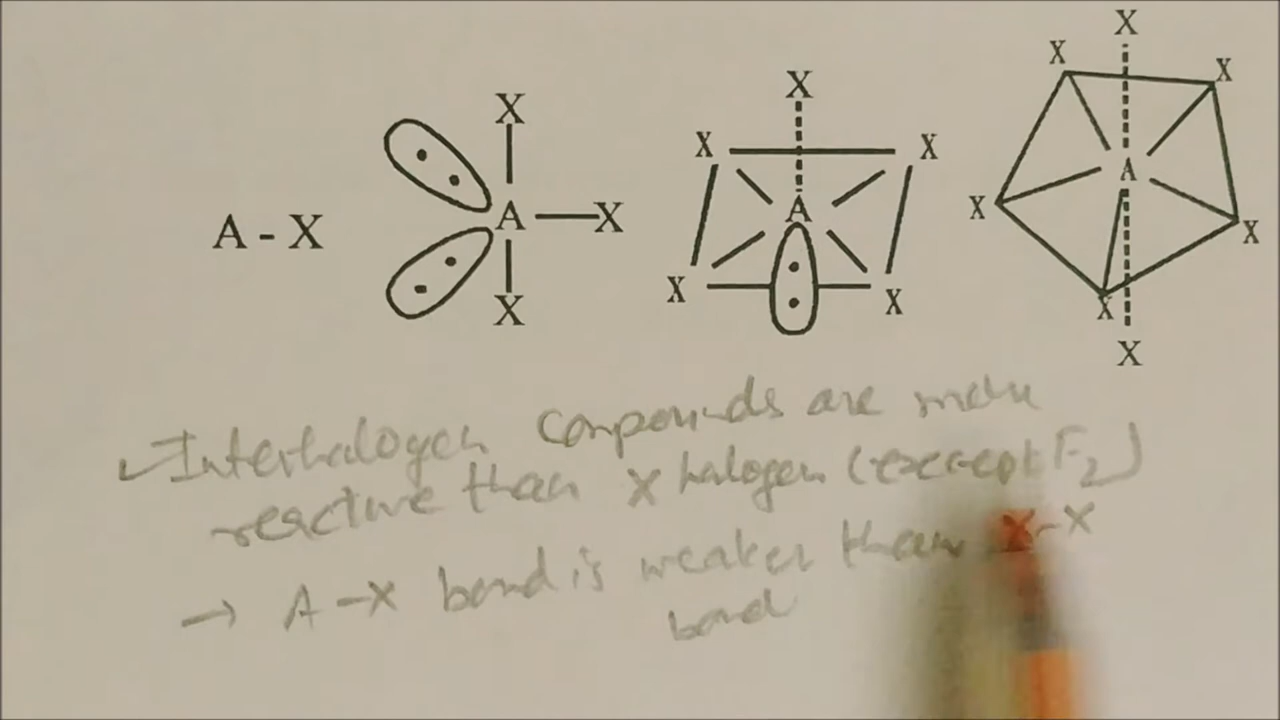 X
X
X
X
X
X
X
A
X
A - X
A
X
A
X
X
X
X
X
X
X
Interhalogen compounds are more
reactive than X halogen (except F₂)
→ A-X bond is weaker than X-X
bond